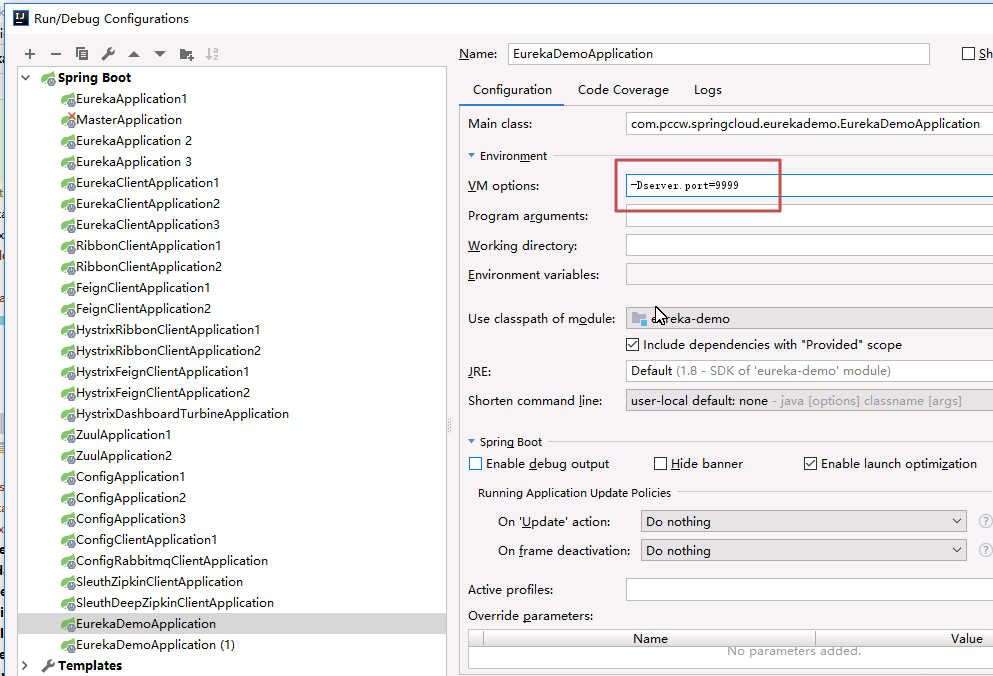 IJ Run/Debug Configurations
Spring Boot
EurekaApplication1
MasterApplication
EurekaApplication 2
EurekaApplication 3
EurekaClientApplication1
EurekaClientApplication2
EurekaClientApplication3
RibbonClientApplication1
RibbonClientApplication2
FeignClientApplication1
FeignClientApplication2
HystrixRibbonClientApplication1
HystrixRibbonClientApplication2
HystrixFeignClientApplication1
HystrixFeignClientApplication2
HystrixDashboardTurbineApplication
ZuulApplication1
ZuulApplication2
ConfigApplication1
ConfigApplication2
ConfigApplication3
ConfigClientApplication1
ConfigRabbitmqClientApplication
SleuthZipkinClientApplication
SleuthDeepZipkinClientApplication
EurekaDemoApplication
EurekaDemoApplication (1)
Templates
Name: EurekaDemoApplication Sh
Configuration Code Coverage Logs
Main class: com.pccw.springcloud.eurekademo.EurekaDemoApplication
Environment
VM options: -Dserver.port=9999
Program arguments:
Working directory:
Environment variables:
Use classpath of module: eureka-demo
Include dependencies with "Provided" scope
JRE: Default (1.8 - SDK of 'eureka-demo' module)
Shorten command line: user-local default: none - java [options] classname [args]
Spring Boot
Enable debug output Hide banner Enable launch optimization
Running Application Update Policies
On 'Update' action: Do nothing ?
On frame deactivation: Do nothing ?
Active profiles:
Override parameters:
Name Value
No parameters added.